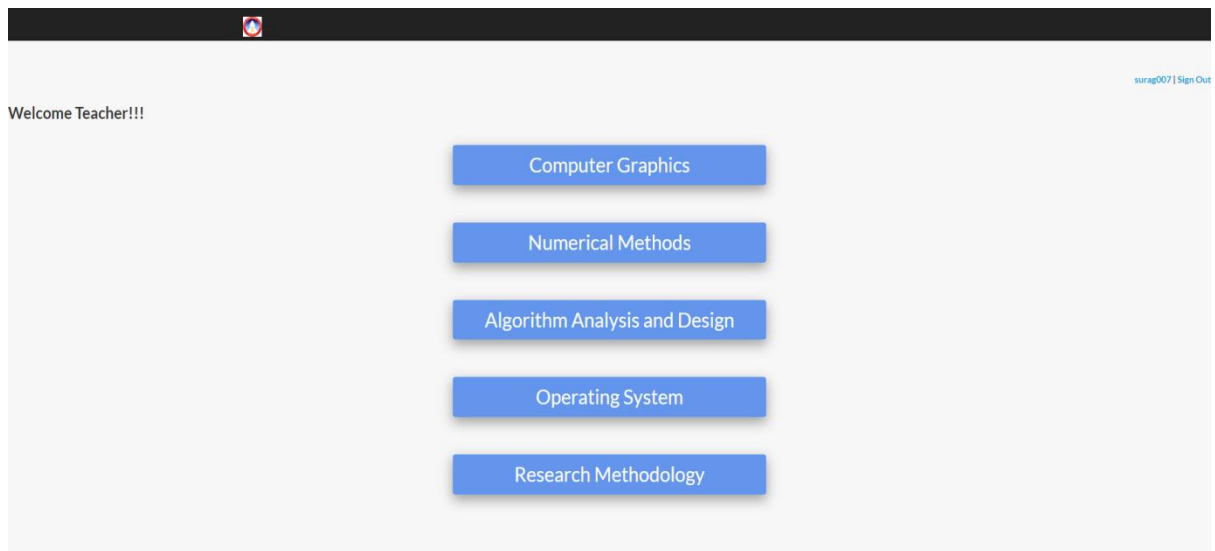 surag007 | Sign Out
Welcome Teacher!!!
Computer Graphics
Numerical Methods
Algorithm Analysis and Design
Operating System
Research Methodology